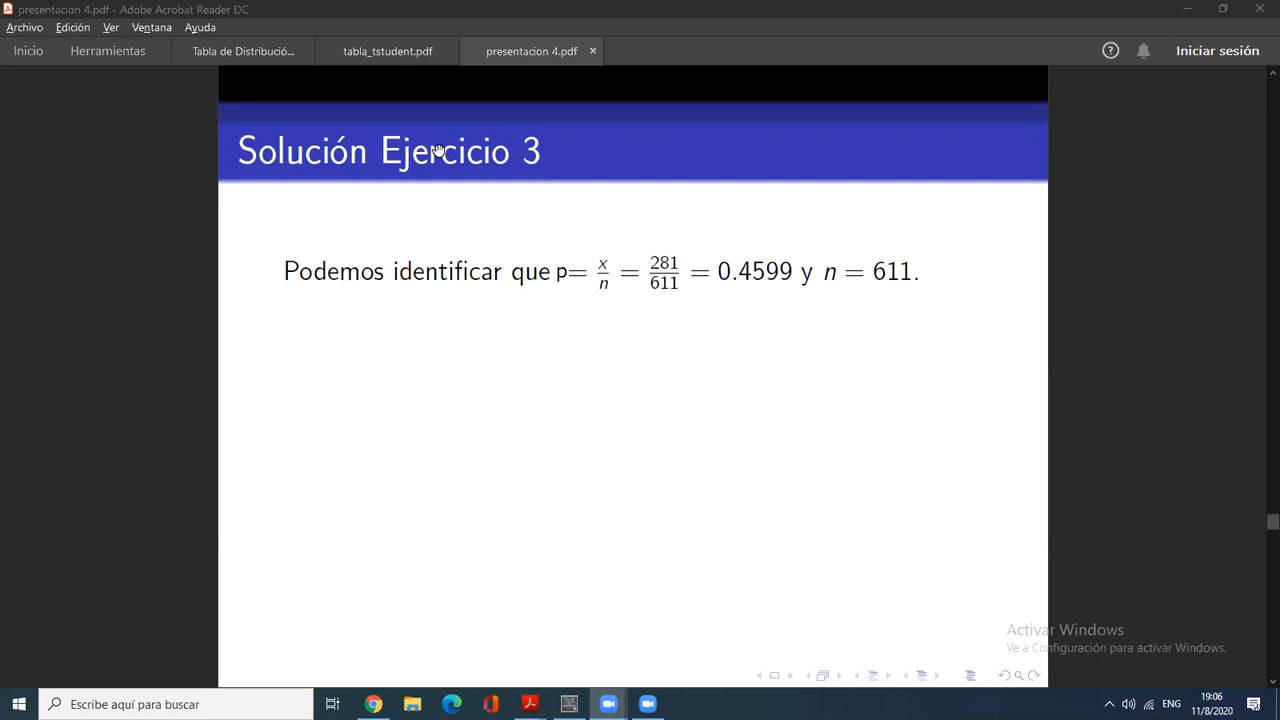 presentacion 4.pdf - Adobe Acrobat Reader DC
Archivo Edición Ver Ventana Ayuda
Inicio Herramientas Tabla de Distribució... tabla_tstudent.pdf presentacion 4.pdf × Iniciar sesión
Solución Ejercicio 3
Podemos identificar que p= x/n = 281/611 = 0.4599 y n = 611.
Activar Windows
Ve a Configuración para activar Windows.
Escribe aquí para buscar
ENG
19:06
11/8/2020